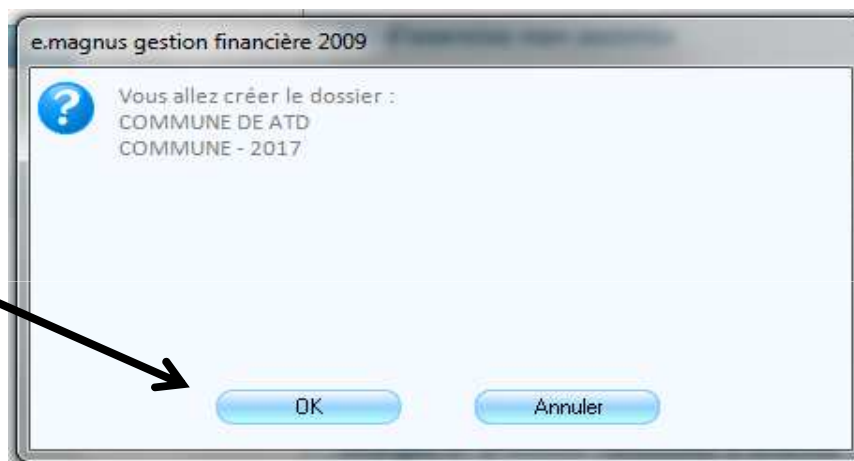 e.magnus gestion financière 2009
Vous allez créer le dossier :
COMMUNE DE ATD
COMMUNE - 2017
OK
Annuler